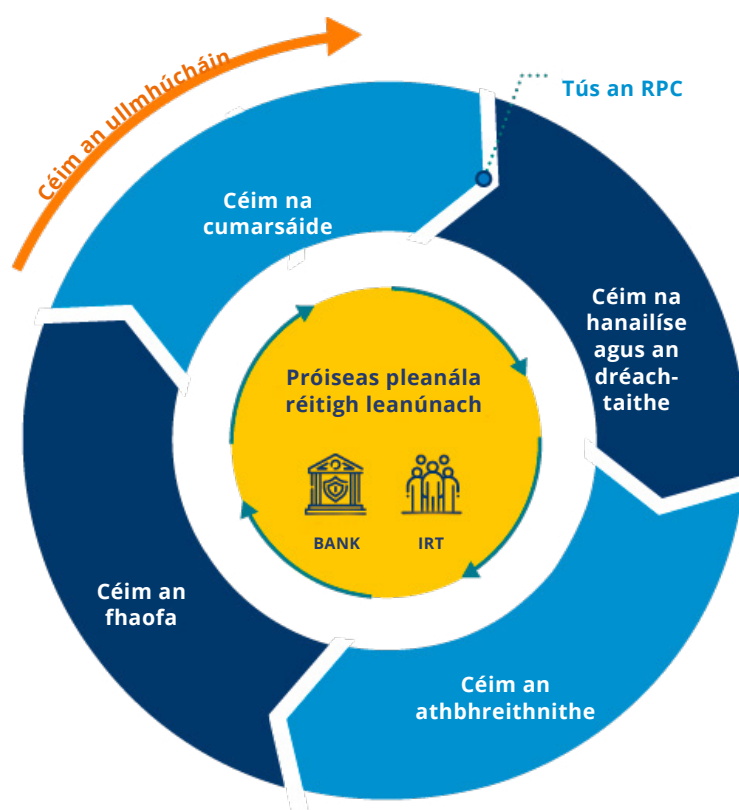 Céim an ullmhúcháin
Tús an RPC
Céim na
cumarsáide
Céim na
hanailíse
agus an
dréach-
taithe
Próiseas pleanála
réitigh leanúnach
BANK
IRT
Céim an
fhaofa
Céim an
athbhreithnithe